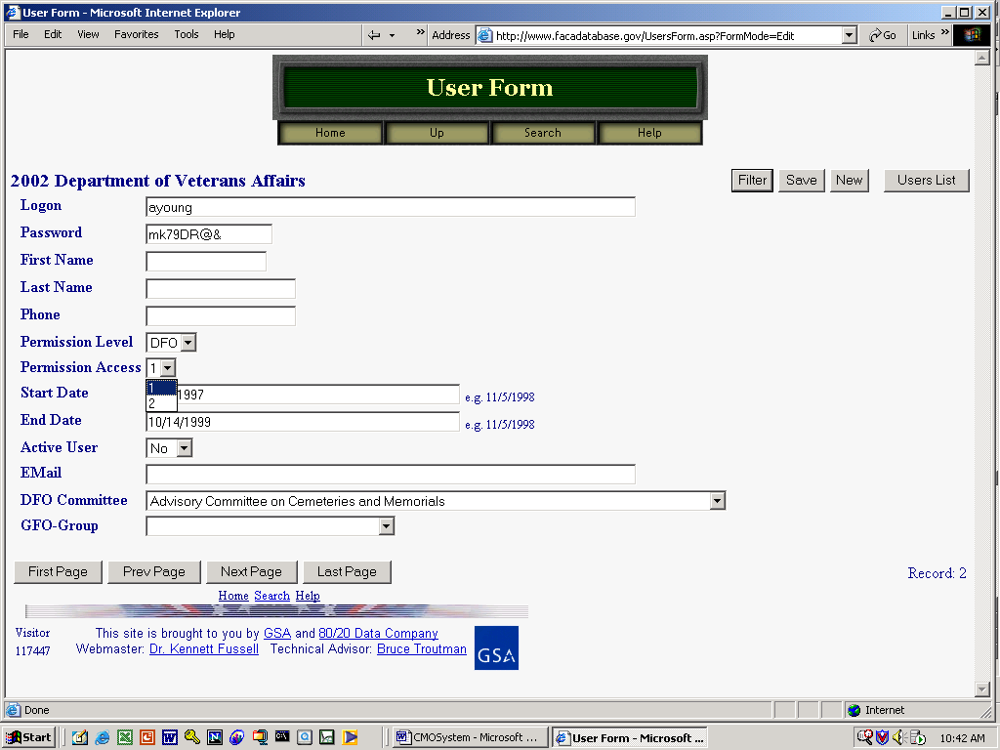 User Form - Microsoft Internet Explorer
File Edit View Favorites Tools Help » Address http://www.facadatabase.gov/UsersForm.asp?FormMode=Edit Go Links »
User Form
Home Up Search Help
2002 Department of Veterans Affairs Filter Save New Users List
Logon ayoung
Password mk79DR@&
First Name
Last Name
Phone
Permission Level DFO
Permission Access 1
1
Start Date 1997 e.g. 11/5/1998
2
End Date 10/14/1999 e.g. 11/5/1998
Active User No
EMail
DFO Committee Advisory Committee on Cemeteries and Memorials
GFO-Group
First Page Prev Page Next Page Last Page Record: 2
Home Search Help
Visitor This site is brought to you by GSA and 80/20 Data Company
117447 Webmaster: Dr. Kennett Fussell Technical Advisor: Bruce Troutman GSA
Done Internet
Start CMOSystem - Microsoft ... User Form - Microsoft ... 10:42 AM